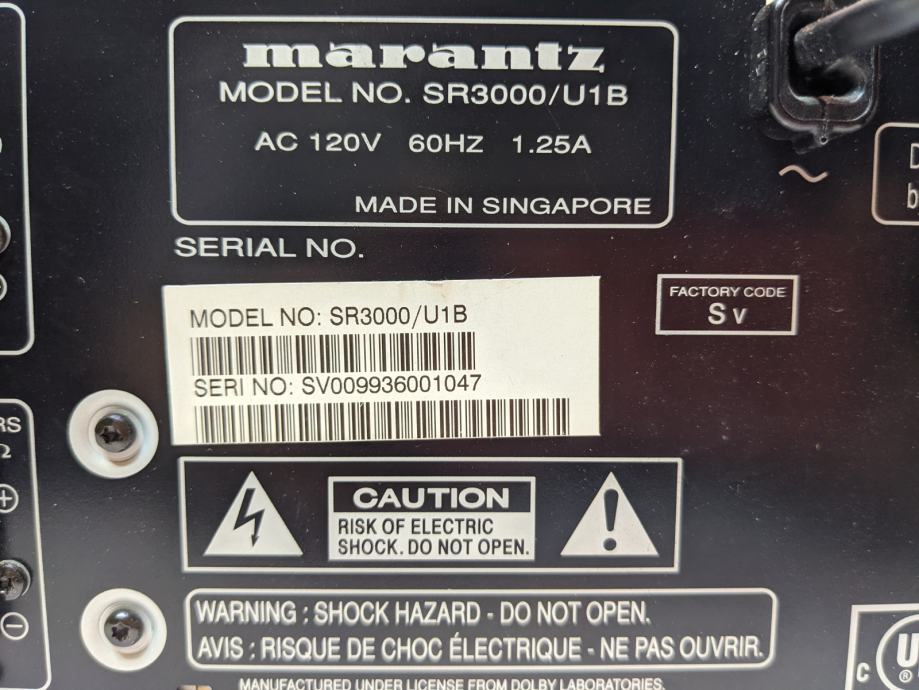 marantz
MODEL NO. SR3000/U1B
AC 120V 60HZ 1.25A
MADE IN SINGAPORE
SERIAL NO.
MODEL NO: SR3000/U1B
SERI NO: SV009936001047
FACTORY CODE
Sv
CAUTION
RISK OF ELECTRIC
SHOCK. DO NOT OPEN.
WARNING : SHOCK HAZARD - DO NOT OPEN.
AVIS : RISQUE DE CHOC ÉLECTRIQUE - NE PAS OUVRIR.
MANUFACTURED UNDER LICENSE FROM DOLBY LABORATORIES.
RS
Ω
+
−
~
D
b
c U ®